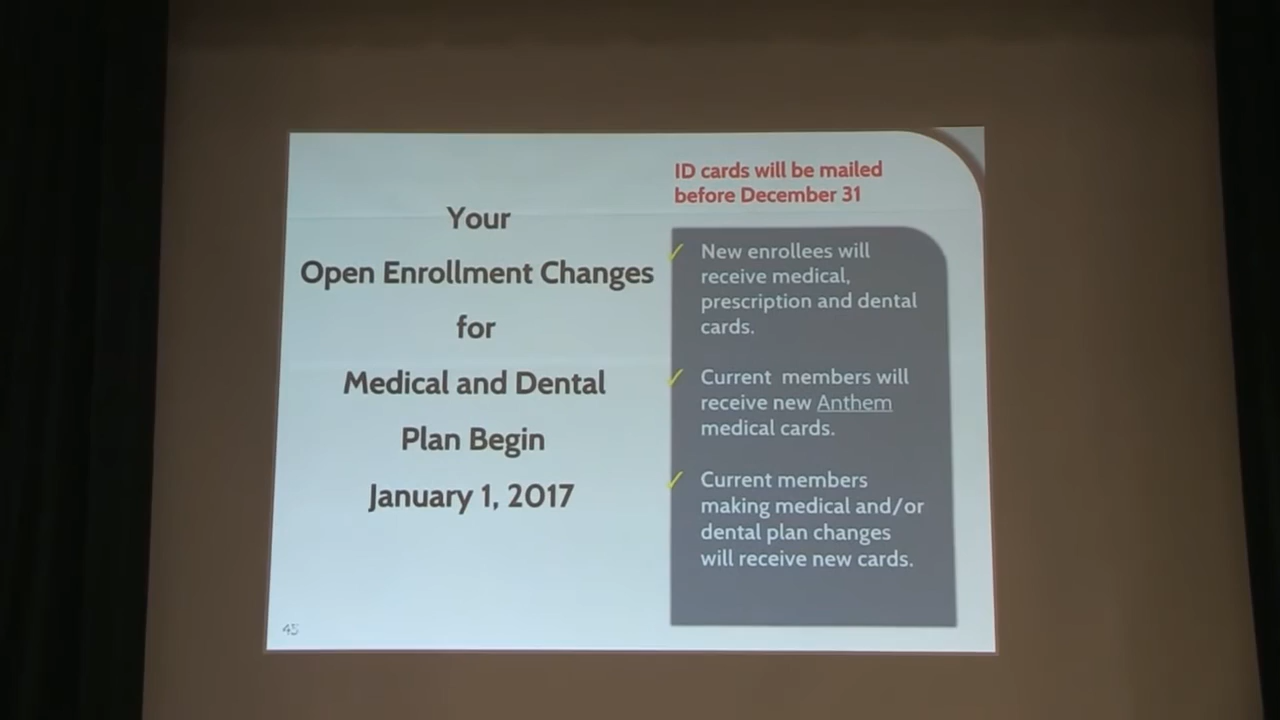 Your
Open Enrollment Changes
for
Medical and Dental
Plan Begin
January 1, 2017
ID cards will be mailed
before December 31
✓ New enrollees will
receive medical,
prescription and dental
cards.
✓ Current members will
receive new Anthem
medical cards.
✓ Current members
making medical and/or
dental plan changes
will receive new cards.
45